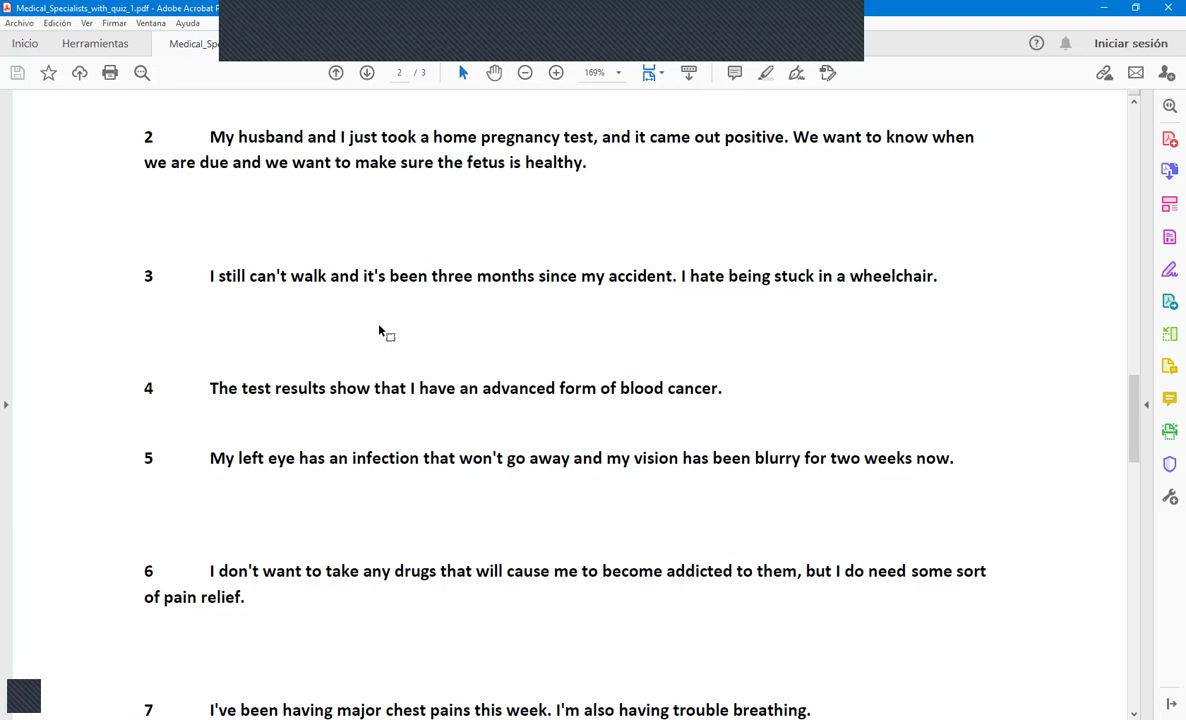 Medical_Specialists_with_quiz_1.pdf - Adobe Acrobat
Archivo Edición Ver Firmar Ventana Ayuda
Inicio Herramientas Medical_Spe
Iniciar sesión
2 / 3 169%
2 My husband and I just took a home pregnancy test, and it came out positive. We want to know when
we are due and we want to make sure the fetus is healthy.
3 I still can't walk and it's been three months since my accident. I hate being stuck in a wheelchair.
4 The test results show that I have an advanced form of blood cancer.
5 My left eye has an infection that won't go away and my vision has been blurry for two weeks now.
6 I don't want to take any drugs that will cause me to become addicted to them, but I do need some sort
of pain relief.
7 I've been having major chest pains this week. I'm also having trouble breathing.